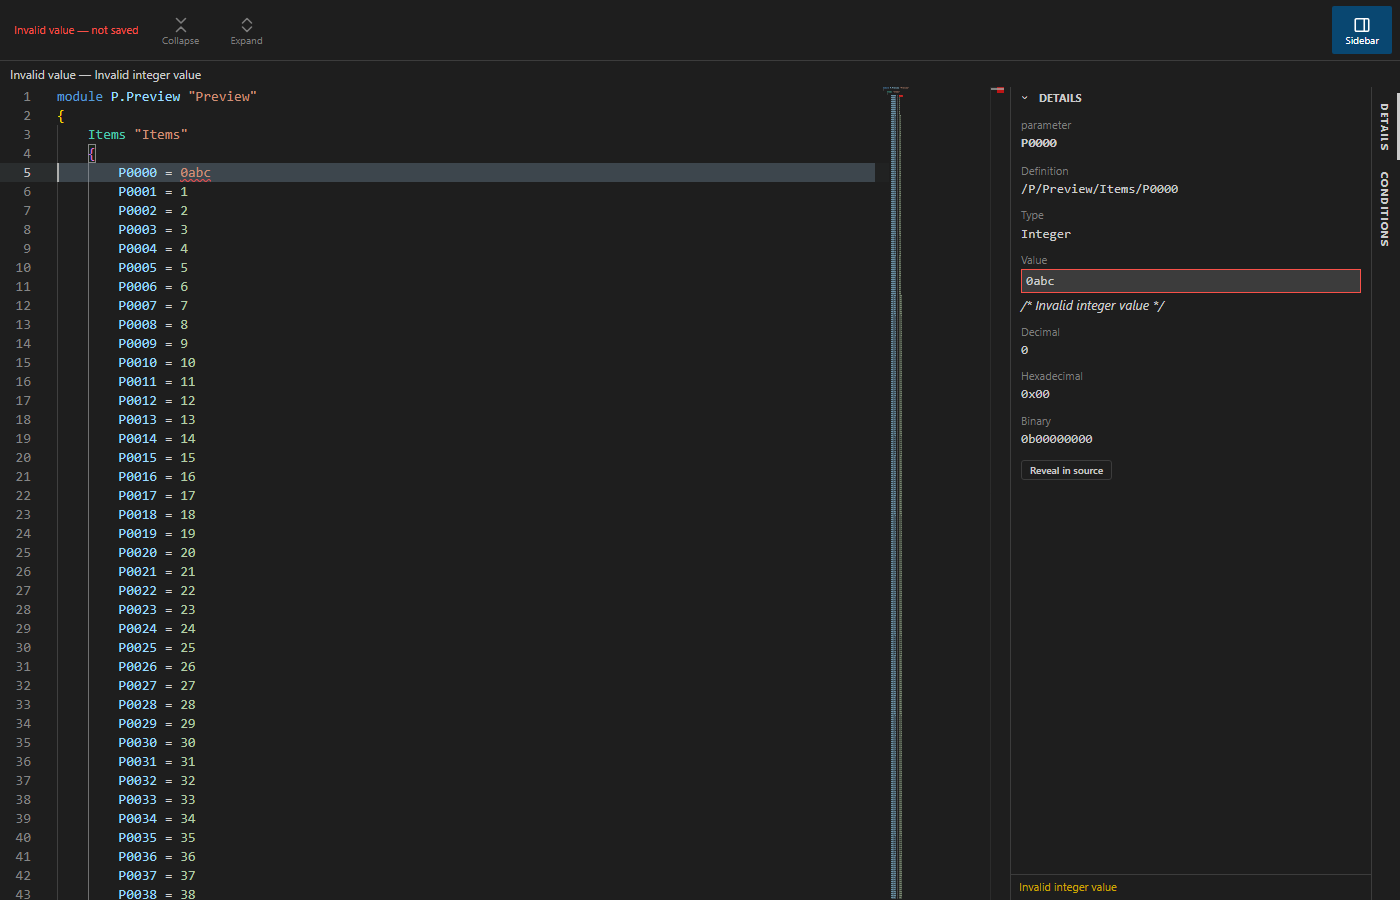 Invalid value — not saved
Collapse
Expand
Sidebar
Invalid value — Invalid integer value
1 module P.Preview "Preview"
2 {
3 Items "Items"
4 {
5 P0000 = 0abc
6 P0001 = 1
7 P0002 = 2
8 P0003 = 3
9 P0004 = 4
10 P0005 = 5
11 P0006 = 6
12 P0007 = 7
13 P0008 = 8
14 P0009 = 9
15 P0010 = 10
16 P0011 = 11
17 P0012 = 12
18 P0013 = 13
19 P0014 = 14
20 P0015 = 15
21 P0016 = 16
22 P0017 = 17
23 P0018 = 18
24 P0019 = 19
25 P0020 = 20
26 P0021 = 21
27 P0022 = 22
28 P0023 = 23
29 P0024 = 24
30 P0025 = 25
31 P0026 = 26
32 P0027 = 27
33 P0028 = 28
34 P0029 = 29
35 P0030 = 30
36 P0031 = 31
37 P0032 = 32
38 P0033 = 33
39 P0034 = 34
40 P0035 = 35
41 P0036 = 36
42 P0037 = 37
43 P0038 = 38
DETAILS
parameter
P0000
Definition
/P/Preview/Items/P0000
Type
Integer
Value
0abc
/* Invalid integer value */
Decimal
0
Hexadecimal
0x00
Binary
0b00000000
Reveal in source
Invalid integer value
DETAILS
CONDITIONS